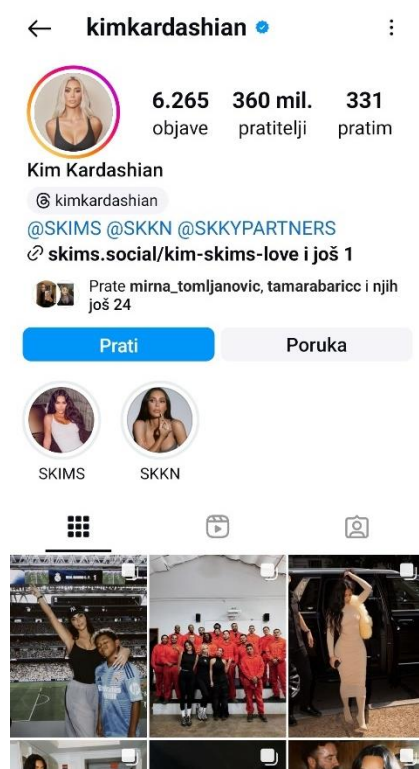 kimkardashian
6.265 360 mil. 331
objave pratitelji pratim
Kim Kardashian
kimkardashian
@SKIMS @SKKN @SKKYPARTNERS
skims.social/kim-skims-love i još 1
Prate mirna_tomljanovic, tamarabaricc i njih
još 24
Prati Poruka
SKIMS SKKN